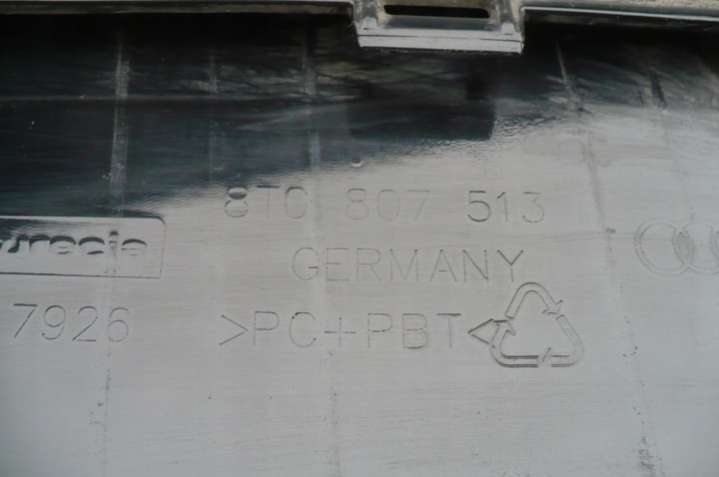 8T0 807 513
GERMANY
7926
>PC+PBT<